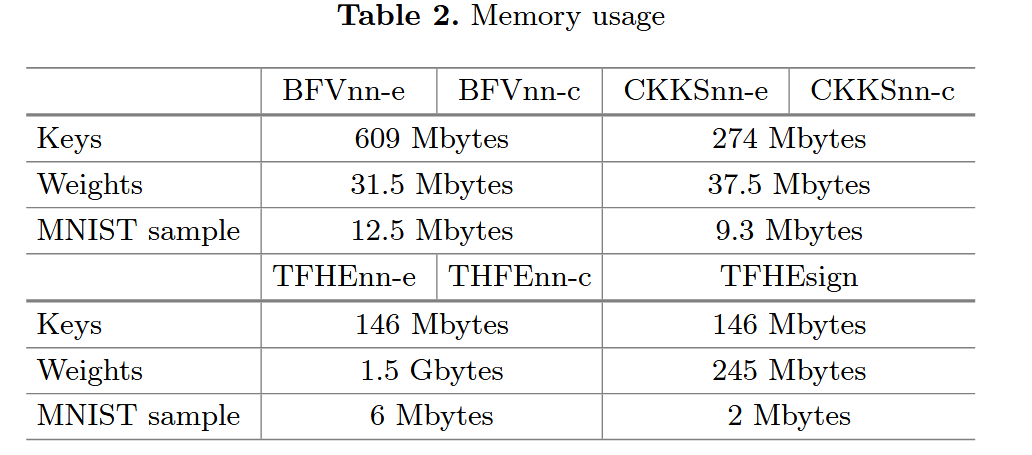 Table 2. Memory usage
BFVnn-e BFVnn-c CKKSnn-e CKKSnn-c
Keys 609 Mbytes 274 Mbytes
Weights 31.5 Mbytes 37.5 Mbytes
MNIST sample 12.5 Mbytes 9.3 Mbytes
TFHEnn-e THFEnn-c TFHEsign
Keys 146 Mbytes 146 Mbytes
Weights 1.5 Gbytes 245 Mbytes
MNIST sample 6 Mbytes 2 Mbytes